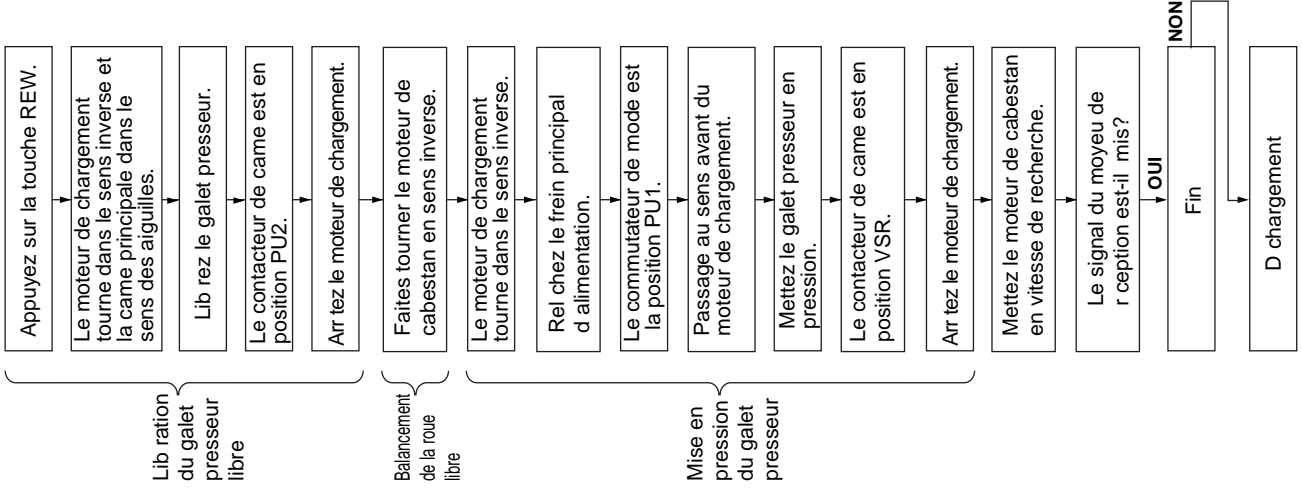 Appuyez sur la touche REW.
Le moteur de chargement
tourne dans le sens inverse et
la came principale dans le
sens des aiguilles.
Lib rez le galet presseur.
Le contacteur de came est en
position PU2.
Arr tez le moteur de chargement.
Lib ration
du galet
presseur
libre
Faites tourner le moteur de
cabestan en sens inverse.
Balancement
de la roue
libre
Le moteur de chargement
tourne dans le sens inverse.
Rel chez le frein principal
d alimentation.
Le commutateur de mode est
la position PU1.
Passage au sens avant du
moteur de chargement.
Mettez le galet presseur en
pression.
Le contacteur de came est en
position VSR.
Arr tez le moteur de chargement.
Mise en
pression
du galet
presseur
Mettez le moteur de cabestan
en vitesse de recherche.
Le signal du moyeu de
r ception est-il mis?
OUI
NON
Fin
D chargement